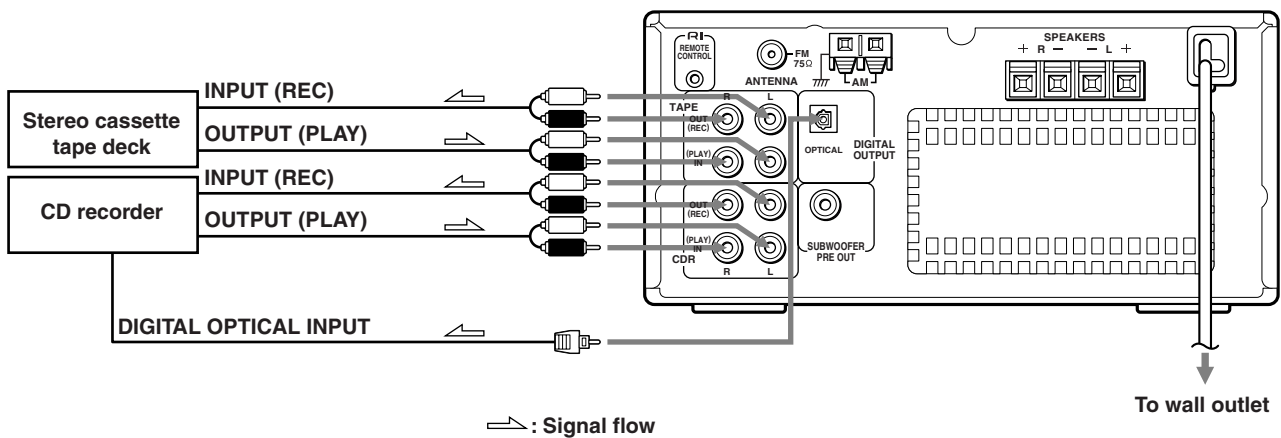 INPUT (REC)
Stereo cassette
tape deck
OUTPUT (PLAY)
INPUT (REC)
CD recorder
OUTPUT (PLAY)
DIGITAL OPTICAL INPUT
: Signal flow
RI
REMOTE
CONTROL
FM
75Ω
ANTENNA
AM
SPEAKERS
+ R − − L +
R L
TAPE
OUT
(REC)
(PLAY)
IN
OUT
(REC)
(PLAY)
IN
CDR
R L
OPTICAL
DIGITAL
OUTPUT
SUBWOOFER
PRE OUT
To wall outlet